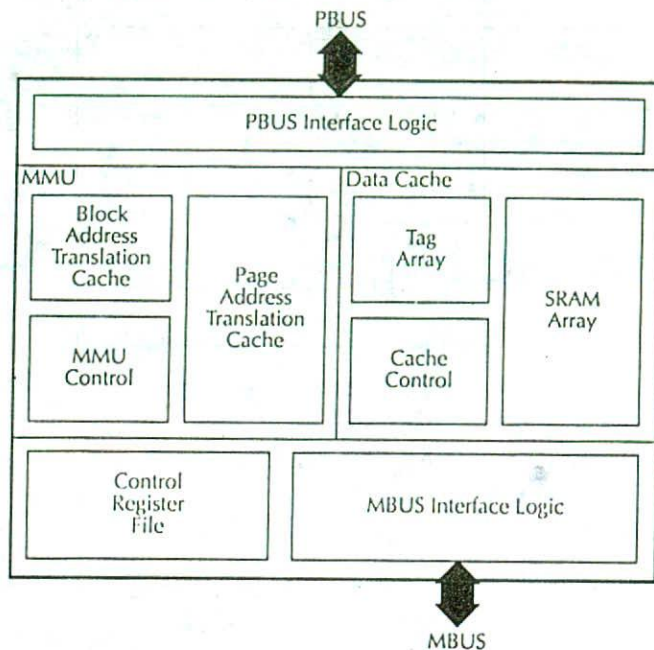 PBUS
PBUS Interface Logic
MMU
Block
Address
Translation
Cache
MMU
Control
Page
Address
Translation
Cache
Data Cache
Tag
Array
Cache
Control
SRAM
Array
Control
Register
File
MBUS Interface Logic
MBUS